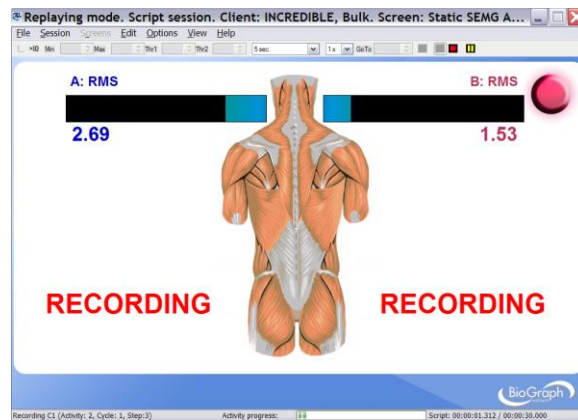 Replaying mode. Script session. Client: INCREDIBLE, Bulk. Screen: Static SEMG A...
File Session Screens Edit Options View Help
×10 Min Max Thr1 Thr2 5 sec 1 x GoTo
A: RMS B: RMS
2.69 1.53
RECORDING RECORDING
BioGraph
Recording C1 (Activity: 2, Cycle: 1, Step:3) Activity progress: Script: 00:00:01.312 / 00:00:30.000